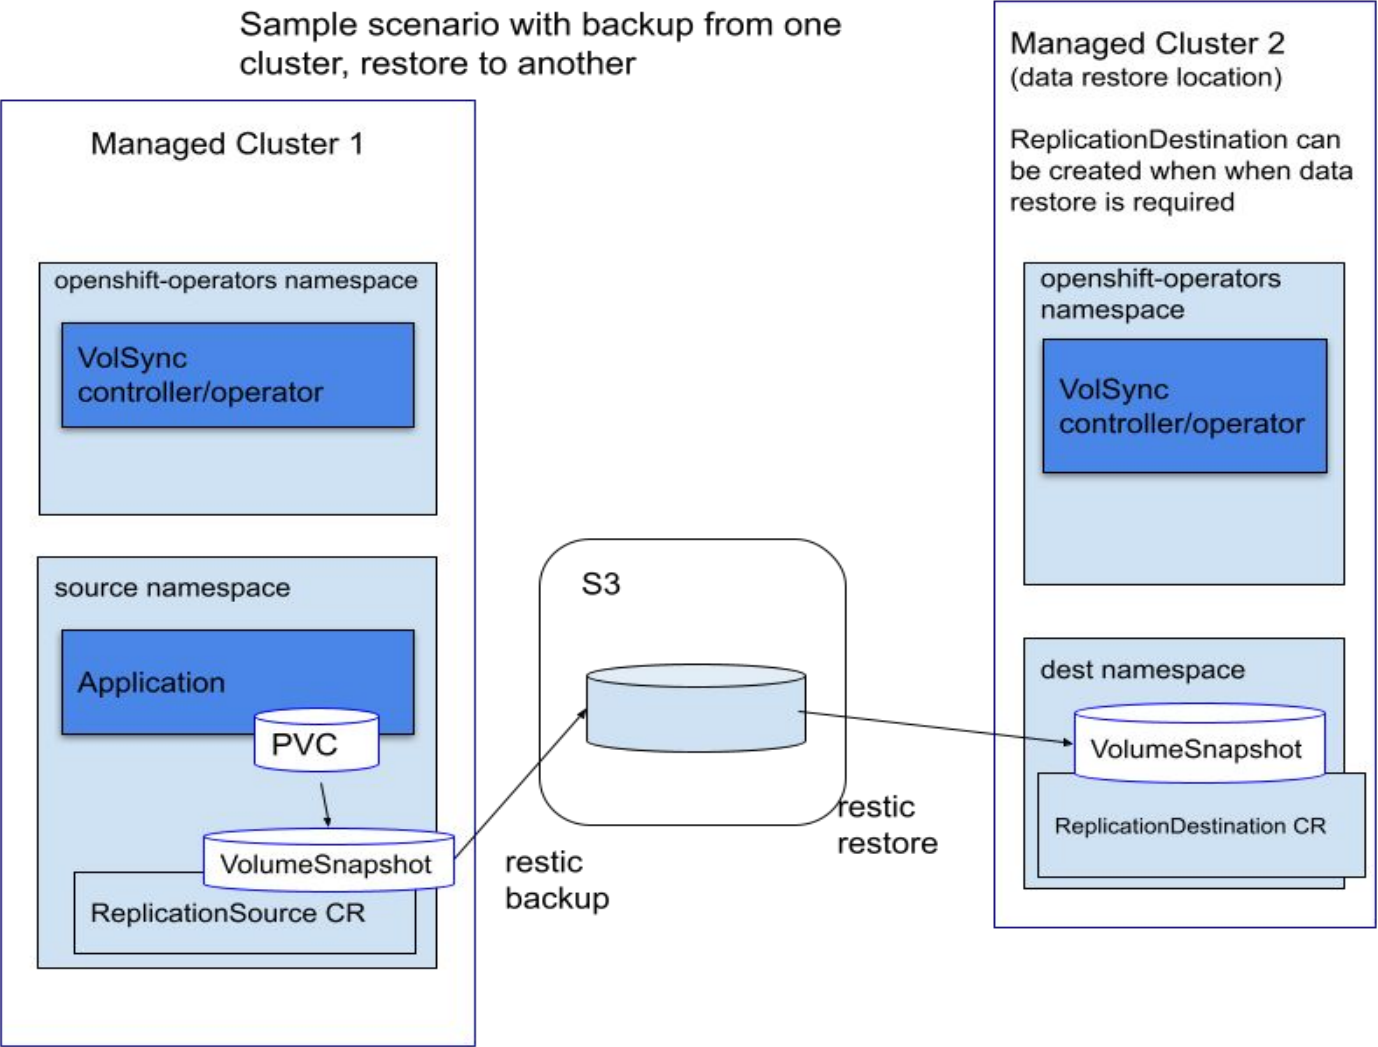 Sample scenario with backup from one
cluster, restore to another
Managed Cluster 1
openshift-operators namespace
VolSync
controller/operator
source namespace
Application
PVC
VolumeSnapshot
ReplicationSource CR
restic
backup
S3
restic
restore
Managed Cluster 2
(data restore location)
ReplicationDestination can
be created when when data
restore is required
openshift-operators
namespace
VolSync
controller/operator
dest namespace
VolumeSnapshot
ReplicationDestination CR